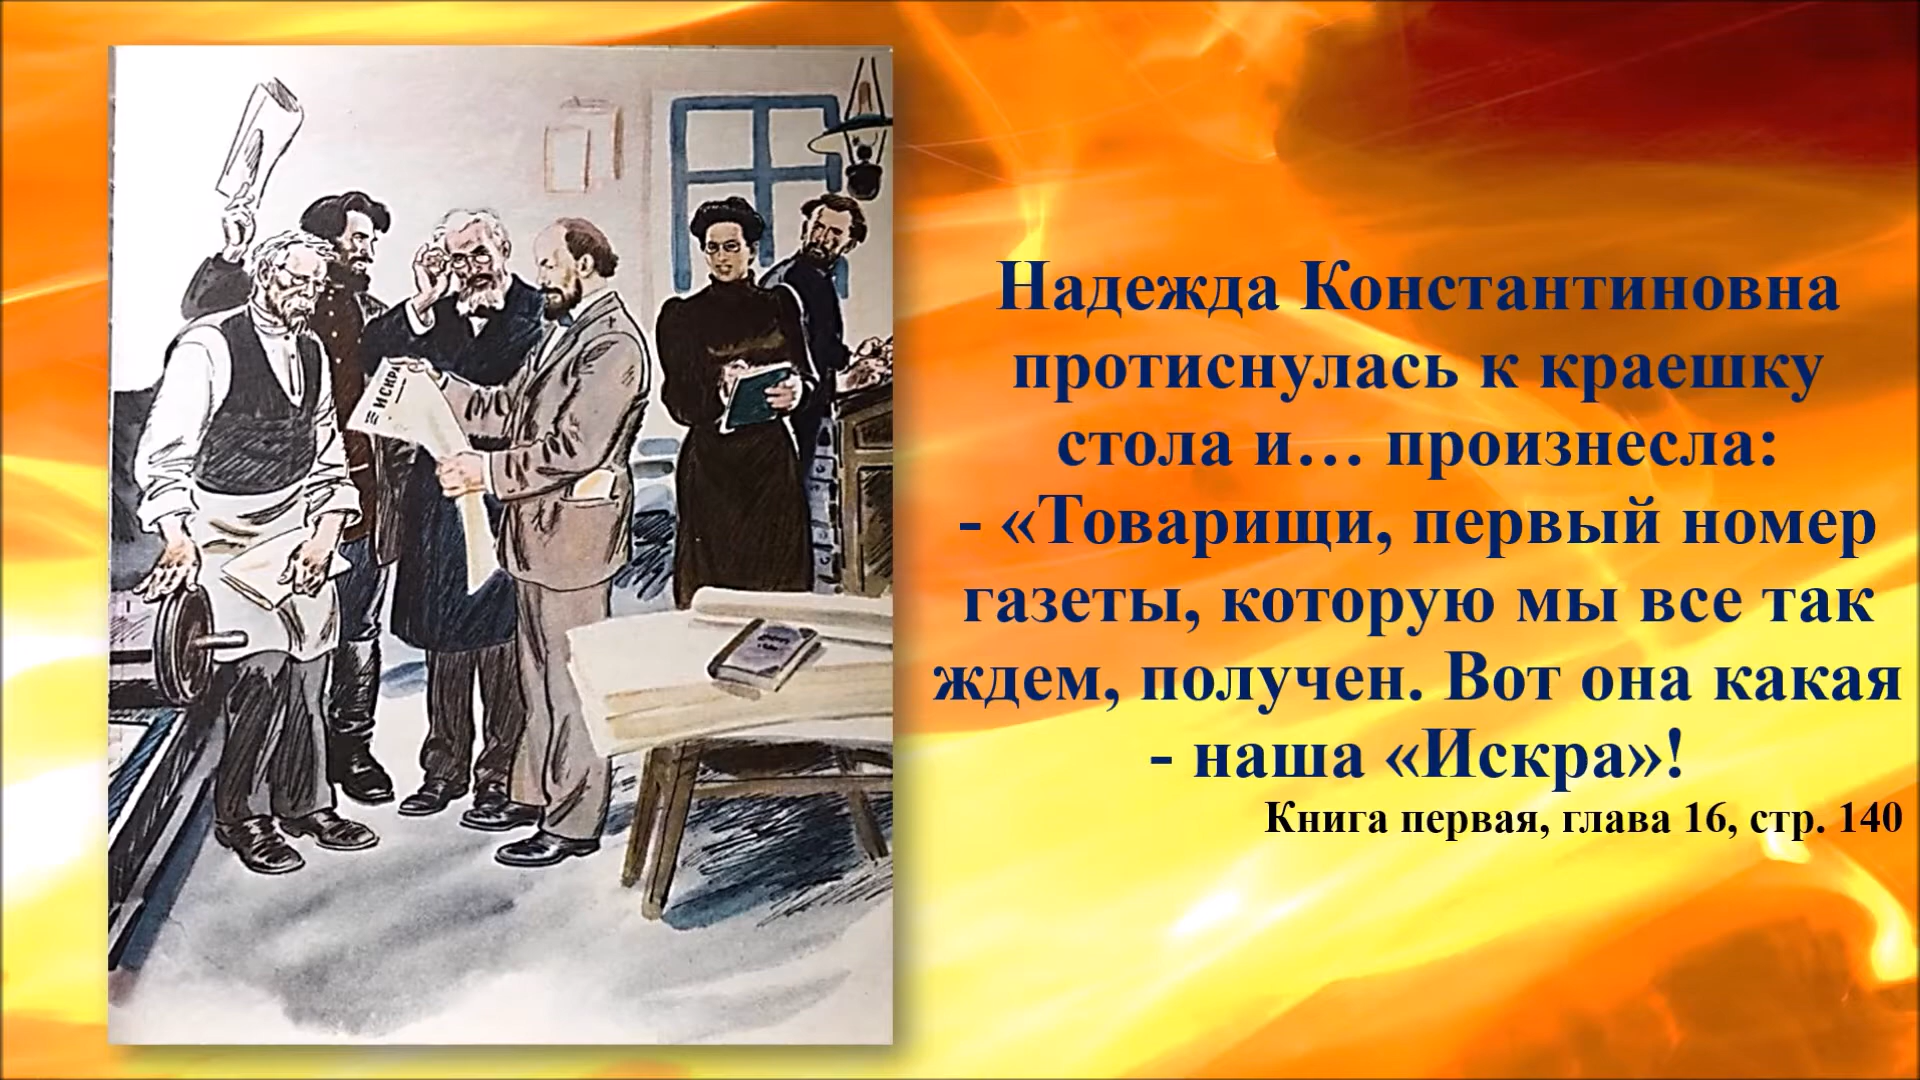 ИСКРА
Надежда Константиновна
протиснулась к краешку
стола и… произнесла:
- «Товарищи, первый номер
газеты, которую мы все так
ждем, получен. Вот она какая
- наша «Искра»!
Книга первая, глава 16, стр. 140